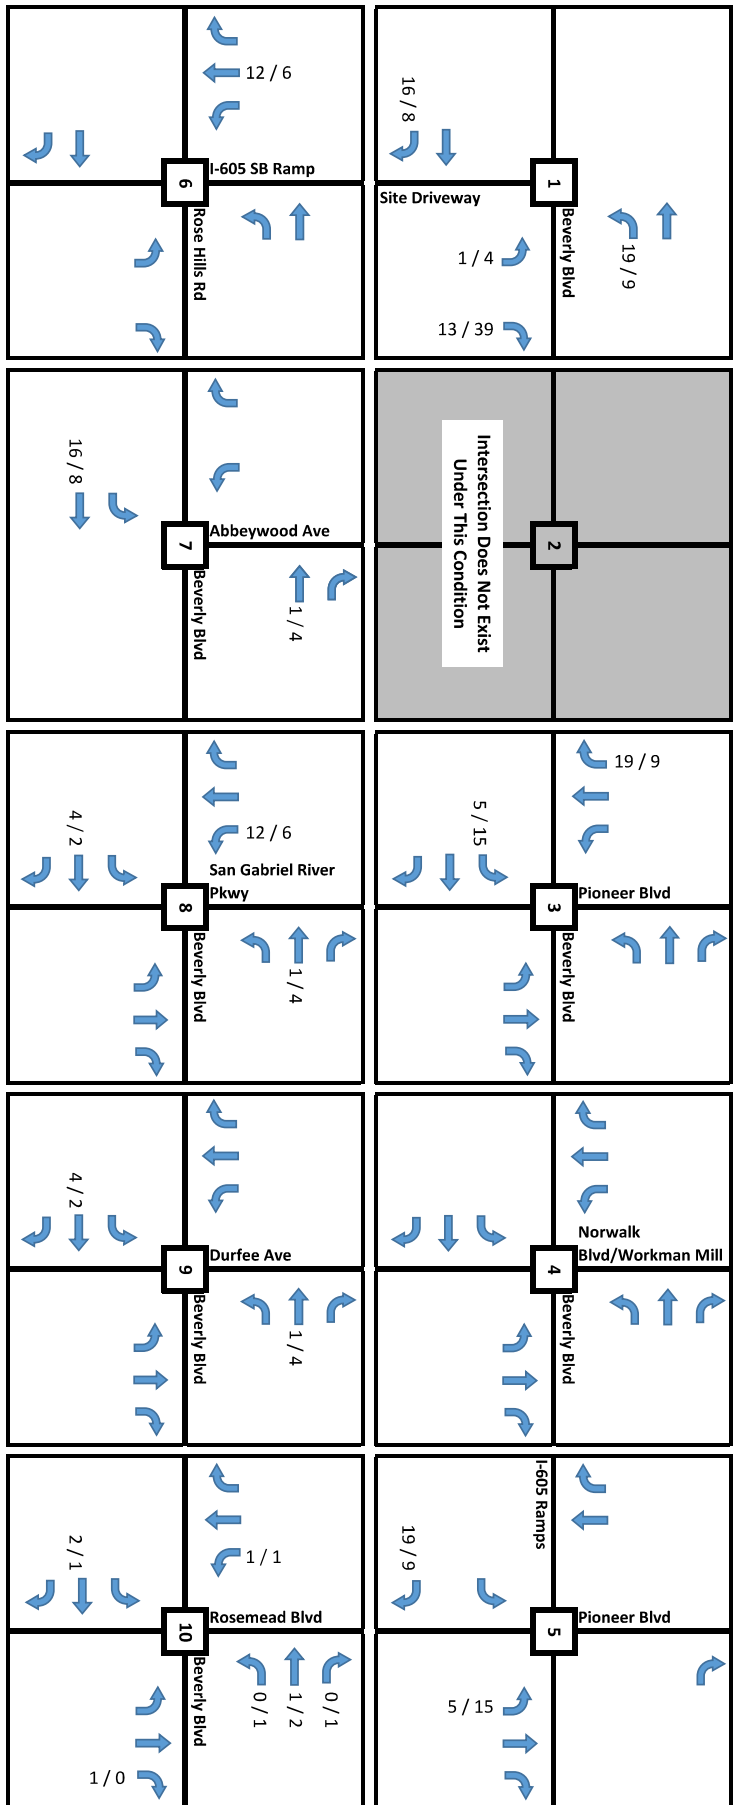 1
Beverly Blvd
Site Driveway
16 / 8
19 / 9
1 / 4
13 / 39
2
Intersection Does Not Exist
Under This Condition
3
Pioneer Blvd
Beverly Blvd
19 / 9
5 / 15
4
Norwalk
Blvd/Workman Mill
Beverly Blvd
5
I-605 Ramps
Pioneer Blvd
19 / 9
5 / 15
6
I-605 SB Ramp
Rose Hills Rd
12 / 6
7
Abbeywood Ave
Beverly Blvd
16 / 8
1 / 4
8
San Gabriel River
Pkwy
Beverly Blvd
12 / 6
4 / 2
1 / 4
9
Durfee Ave
Beverly Blvd
4 / 2
1 / 4
10
Rosemead Blvd
Beverly Blvd
1 / 1
2 / 1
0 / 1
1 / 2
0 / 1
1 / 0